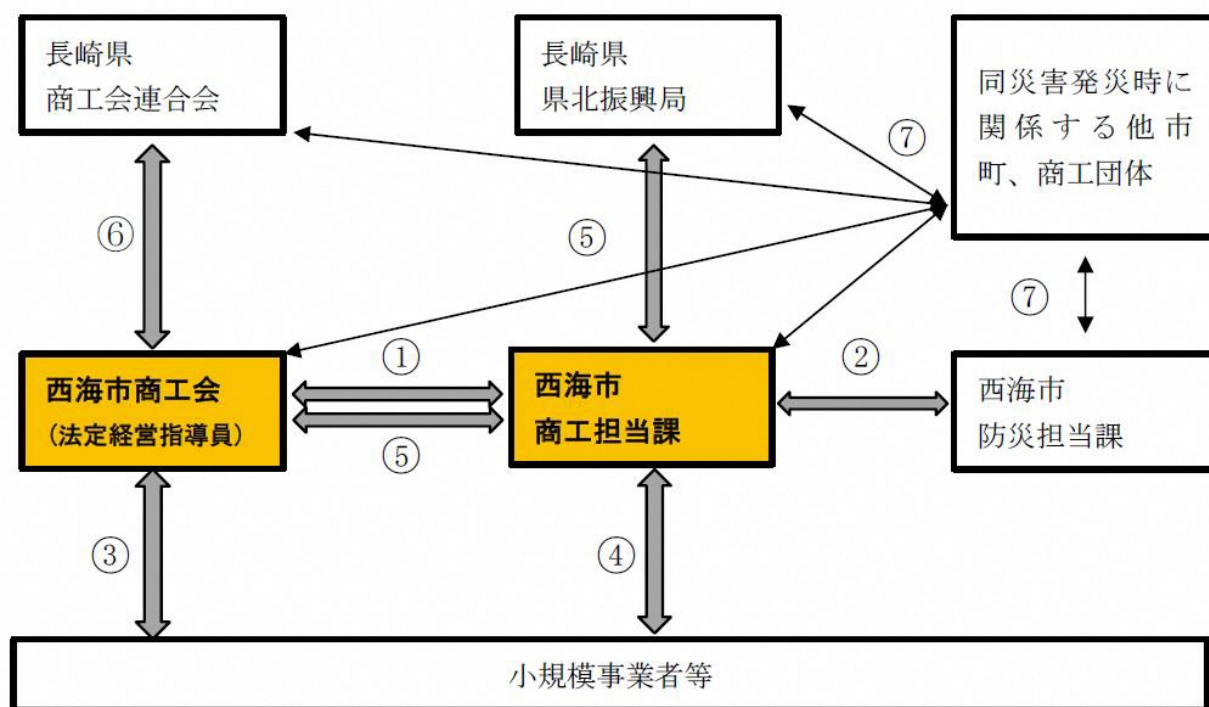 長崎県
商工会連合会
長崎県
県北振興局
同災害発災時に
関係する他市
町、商工団体
⑦
⑥
⑤
⑦
①
②
西海市商工会
(法定経営指導員)
西海市
商工担当課
西海市
防災担当課
⑤
③
④
小規模事業者等